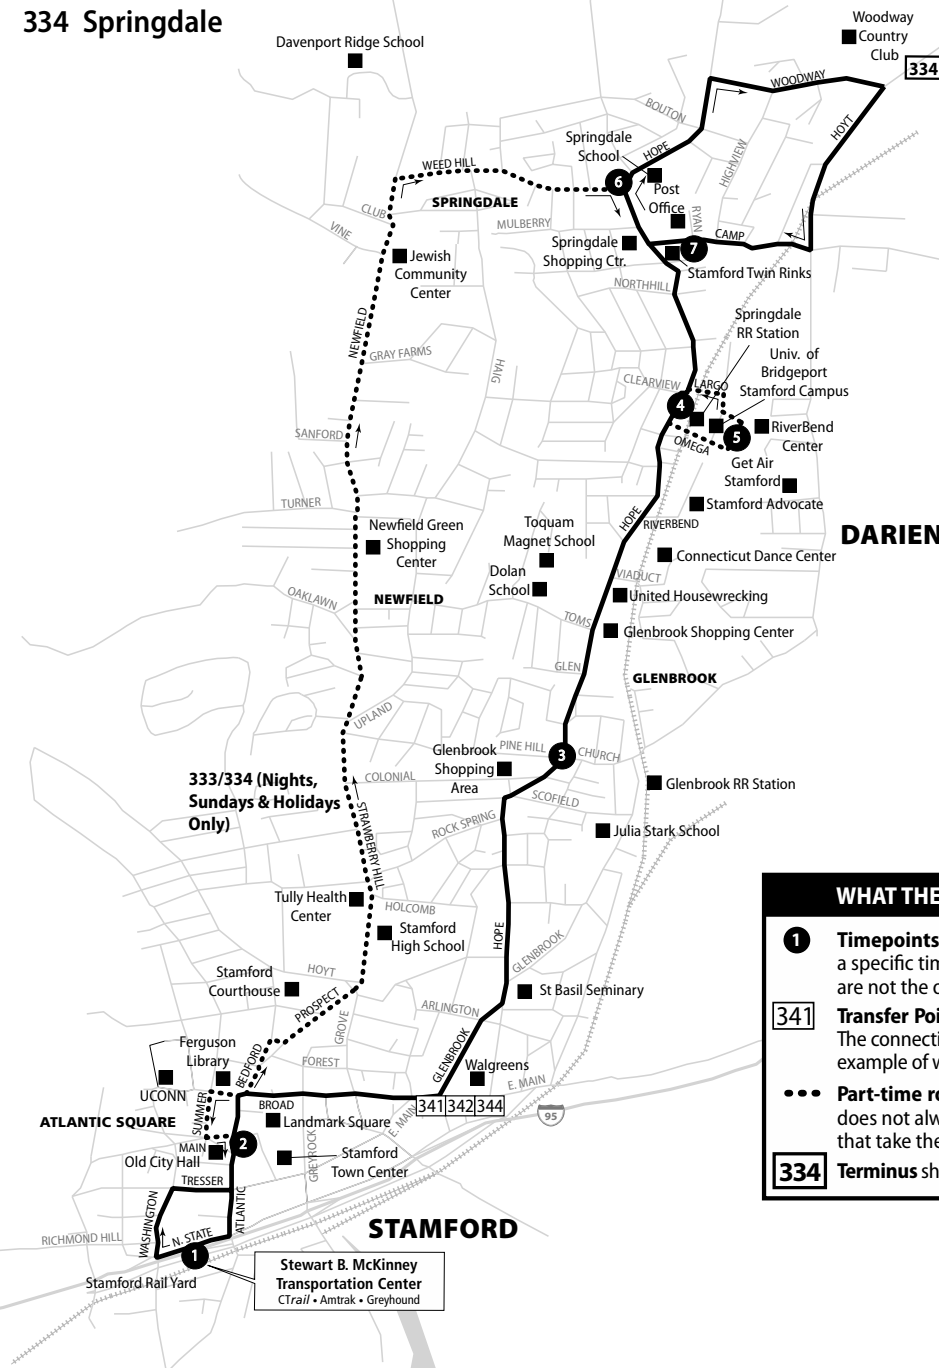 334 Springdale
Woodway
Country
Club
Davenport Ridge School
334
WOODWAY
BOUTON
HOYT
Springdale
School
HOPE
HIGHVIEW
WEED HILL
6
Post
Office
SPRINGDALE
CLUB
MULBERRY
RYAN
VINE
CAMP
Springdale
Shopping Ctr.
7
Jewish
Community
Center
Stamford Twin Rinks
NORTHHILL
NEWFIELD
Springdale
RR Station
GRAY FARMS
HAIG
Univ. of
Bridgeport
Stamford Campus
CLEARVIEW
LARGO
4
SANFORD
5
RiverBend
Center
OMEGA
Get Air
Stamford
TURNER
Stamford Advocate
HOPE
RIVERBEND
Newfield Green
Shopping
Center
Toquam
Magnet School
DARIEN
Connecticut Dance Center
Dolan
School
VIADUCT
OAKLAWN
NEWFIELD
United Housewrecking
TOMS
Glenbrook Shopping Center
GLEN
GLENBROOK
UPLAND
Glenbrook
Shopping
Area
PINE HILL
3
CHURCH
333/334 (Nights,
Sundays & Holidays
Only)
COLONIAL
Glenbrook RR Station
SCOFIELD
STRAWBERRY HILL
ROCK SPRING
Julia Stark School
Tully Health
Center
HOLCOMB
WHAT THE
Stamford
High School
HOPE
GLENBROOK
1
Timepoints
a specific tim
are not the c
HOYT
Stamford
Courthouse
St Basil Seminary
PROSPECT
ARLINGTON
341
Transfer Poi
The connecti
example of w
GROVE
Ferguson
Library
BEDFORD
FOREST
GLENBROOK
Walgreens
E. MAIN
UCONN
Part-time ro
does not alw
that take the
SUMMER
BROAD
341 342 344
95
ATLANTIC SQUARE
Landmark Square
E. MAIN
MAIN
2
Old City Hall
GREYROCK
Stamford
Town Center
334
Terminus sh
TRESSER
WASHINGTON
ATLANTIC
STAMFORD
RICHMOND HILL
N. STATE
1
Stewart B. McKinney
Transportation Center
CTrail • Amtrak • Greyhound
Stamford Rail Yard